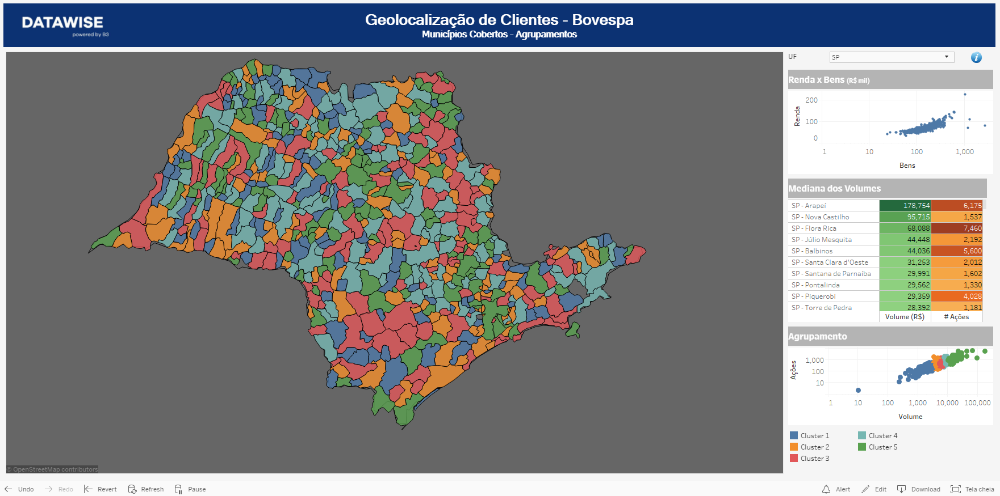 DATAWISE
powered by B3
Geolocalização de Clientes - Bovespa
Municípios Cobertos - Agrupamentos
UF
SP
i
Renda x Bens (R$ mil)
Renda
200
100
0
1
10
100
1,000
Bens
Mediana dos Volumes
SP - Arapeí 178,754 6,175
SP - Nova Castilho 95,715 1,537
SP - Flora Rica 68,088 7,460
SP - Júlio Mesquita 44,448 2,192
SP - Balbinos 44,036 5,600
SP - Santa Clara d'Oeste 31,253 2,012
SP - Santana de Parnaíba 29,991 1,602
SP - Pontalinda 29,562 1,330
SP - Piquerobi 29,359 4,028
SP - Torre de Pedra 28,392 1,181
Volume (R$) # Ações
Agrupamento
Ações
1,000
100
10
1
10
100
1,000
10,000
100,000
Volume
Cluster 1
Cluster 2
Cluster 3
Cluster 4
Cluster 5
© OpenStreetMap contributors
Undo
Redo
Revert
Refresh
Pause
Alert
Edit
Download
Tela cheia